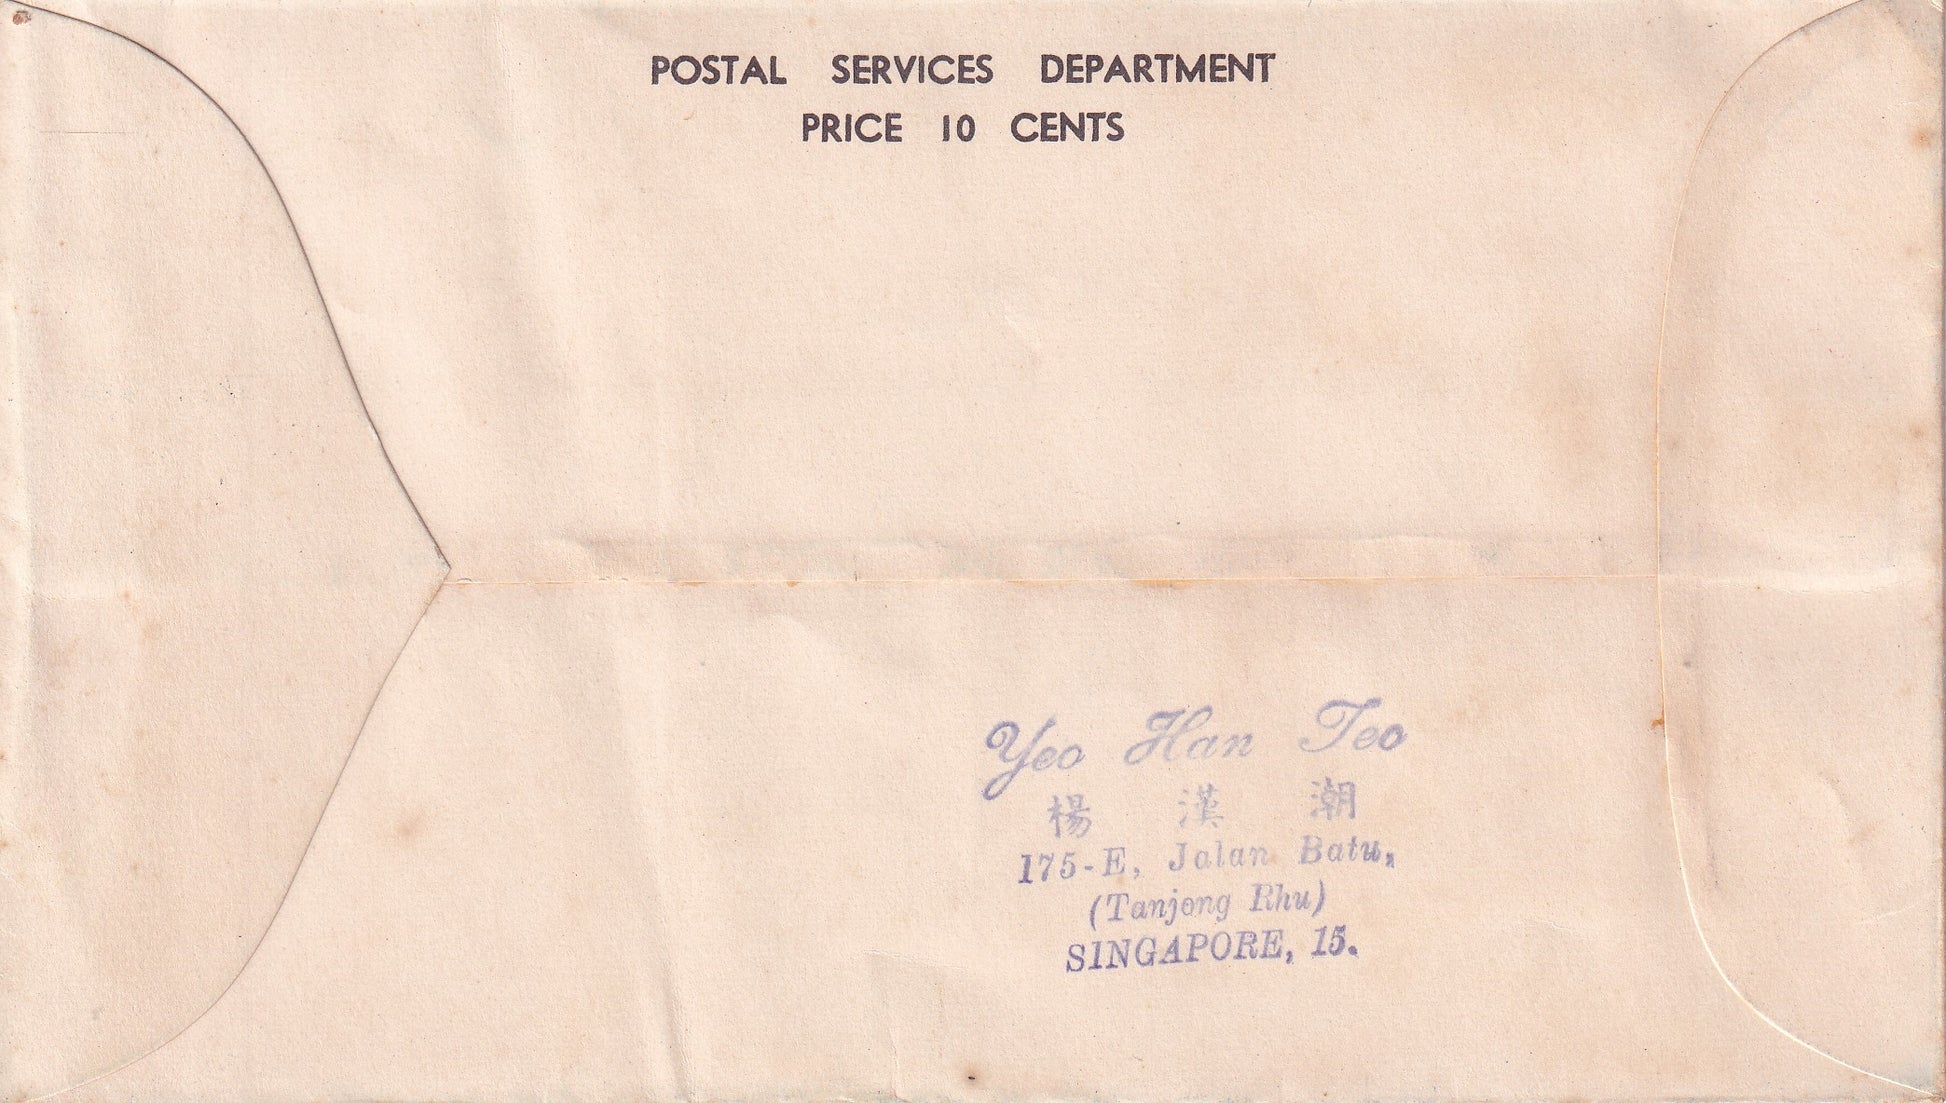 POSTAL SERVICES DEPARTMENT
PRICE 10 CENTS
Yeo Han Teo
楊 漢 潮
175-E, Jalan Batu,
(Tanjong Rhu)
SINGAPORE, 15.